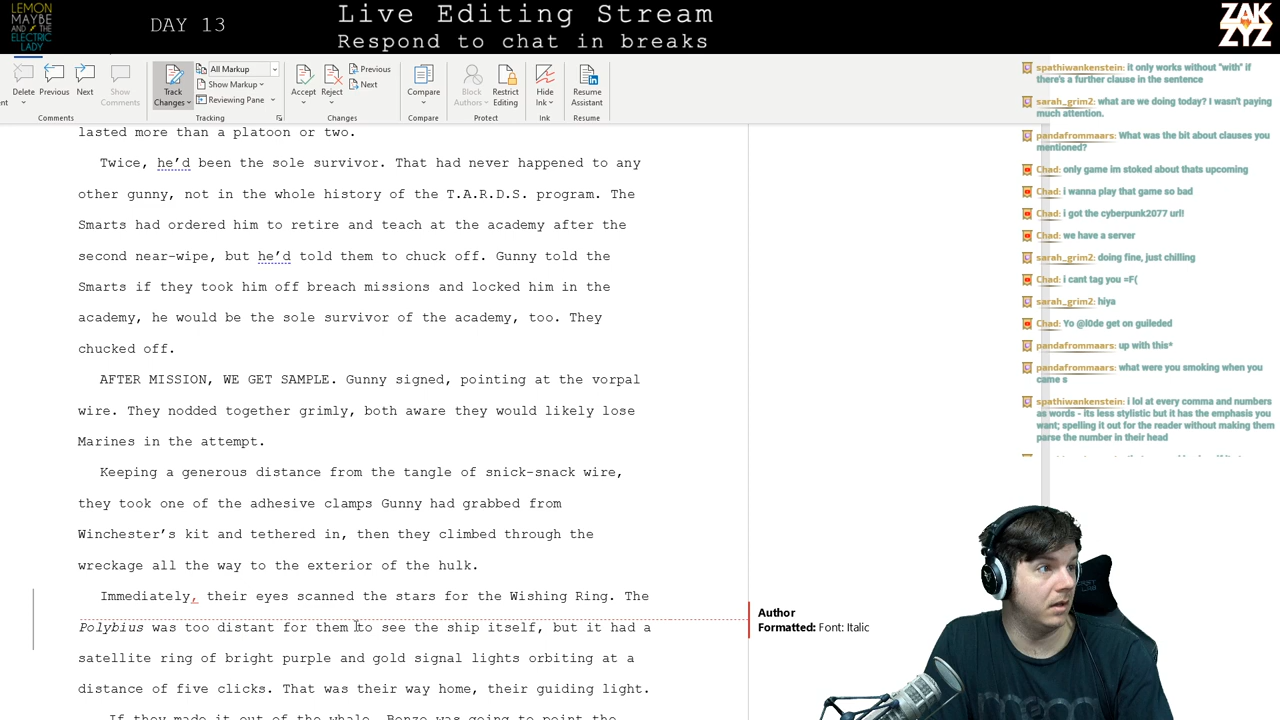 LEMON
MAYBE
AND THE
ELECTRIC
LADY
DAY 13
Live Editing Stream
Respond to chat in breaks
ZAK
ZYZ
Delete
Previous
Next
Show
Comments
Comments
Track
Changes
All Markup
Show Markup
Reviewing Pane
Tracking
Accept
Reject
Previous
Next
Changes
Compare
Compare
Block
Authors
Restrict
Editing
Protect
Hide
Ink
Ink
Resume
Assistant
Resume
lasted more than a platoon or two.
Twice, he’d been the sole survivor. That had never happened to any
other gunny, not in the whole history of the T.A.R.D.S. program. The
Smarts had ordered him to retire and teach at the academy after the
second near-wipe, but he’d told them to chuck off. Gunny told the
Smarts if they took him off breach missions and locked him in the
academy, he would be the sole survivor of the academy, too. They
chucked off.
AFTER MISSION, WE GET SAMPLE. Gunny signed, pointing at the vorpal
wire. They nodded together grimly, both aware they would likely lose
Marines in the attempt.
Keeping a generous distance from the tangle of snick-snack wire,
they took one of the adhesive clamps Gunny had grabbed from
Winchester’s kit and tethered in, then they climbed through the
wreckage all the way to the exterior of the hulk.
Immediately, their eyes scanned the stars for the Wishing Ring. The
Polybius was too distant for them to see the ship itself, but it had a
satellite ring of bright purple and gold signal lights orbiting at a
distance of five clicks. That was their way home, their guiding light.
If they made it out of the whale, Bonzo was going to point the
Author
Formatted: Font: Italic
spathiwankenstein: it only works without "with" if
there's a further clause in the sentence
sarah_grim2: what are we doing today? I wasn't paying
much attention.
pandafrommaars: What was the bit about clauses you
mentioned?
Chad: only game im stoked about thats upcoming
Chad: i wanna play that game so bad
Chad: i got the cyberpunk2077 url!
Chad: we have a server
sarah_grim2: doing fine, just chilling
Chad: i cant tag you =F(
sarah_grim2: hiya
Chad: Yo @l0de get on guileded
pandafrommaars: up with this*
pandafrommaars: what were you smoking when you
came s
spathiwankenstein: i lol at every comma and numbers
as words - its less stylistic but it has the emphasis you
want; spelling it out for the reader without making them
parse the number in their head